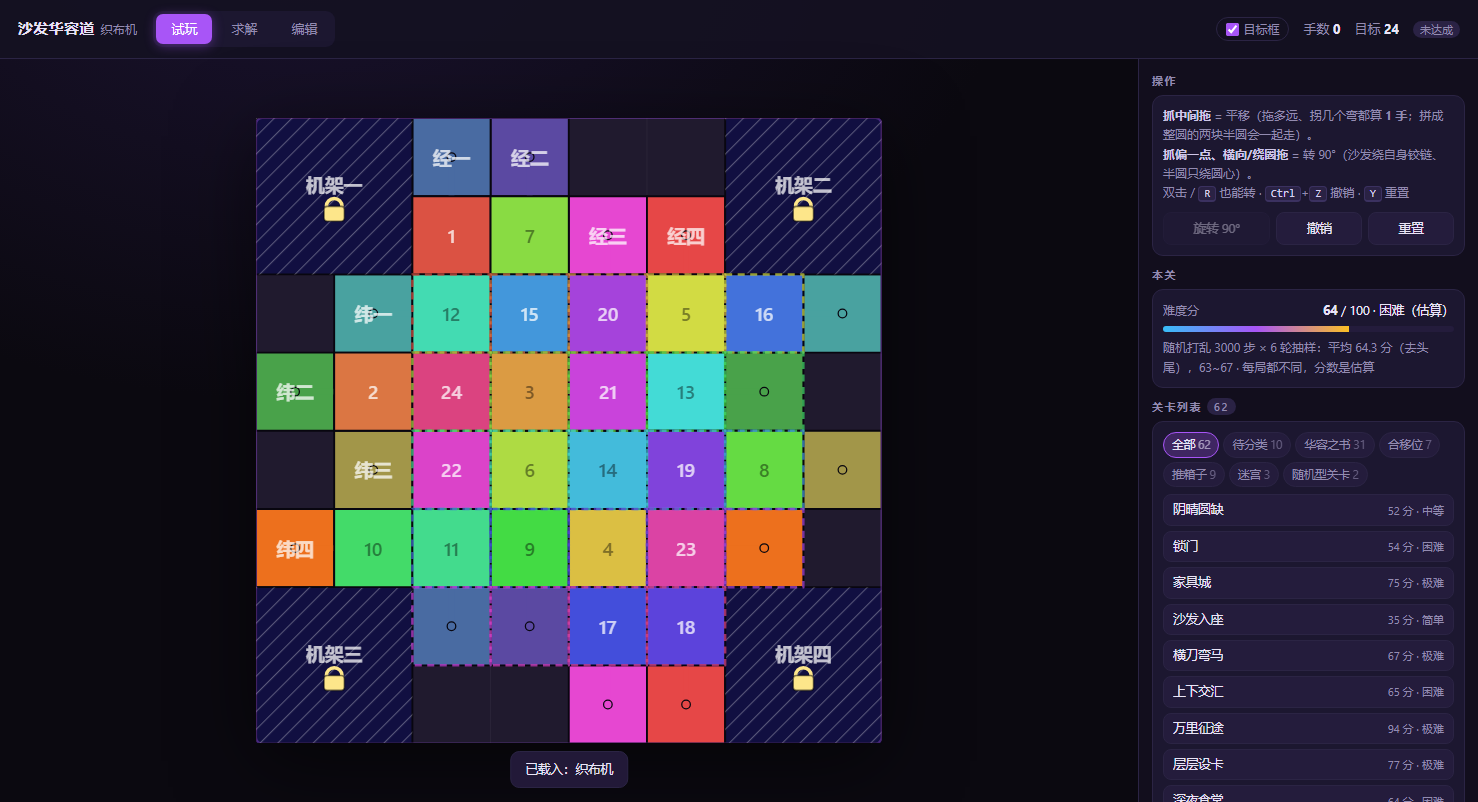 沙发华容道 织布机 试玩 求解 编辑 目标框 手数 0 目标 24 未达成
机架一 经一 经二 机架二
1 7 经三 经四
纬一 12 15 20 5 16
纬二 2 24 3 21 13
纬三 22 6 14 19 8
纬四 10 11 9 4 23
机架三 17 18 机架四
已载入：织布机
操作
抓中间拖 = 平移（拖多远、拐几个弯都算 1 手；拼成
整圆的两块半圆会一起走）。
抓偏一点、横向/绕圆拖 = 转 90°（沙发绕自身铰链、
半圆只绕圆心）。
双击 / R 也能转 · Ctrl + Z 撤销 · Y 重置
旋转 90° 撤销 重置
本关
难度分 64 / 100 · 困难（估算）
随机打乱 3000 步 × 6 轮抽样：平均 64.3 分（去头
尾），63~67 · 每局都不同，分数是估算
关卡列表 62
全部 62 待分类 10 华容之书 31 合移位 7
推箱子 9 迷宫 3 随机型关卡 2
阴晴圆缺 52 分 · 中等
锁门 54 分 · 困难
家具城 75 分 · 极难
沙发入座 35 分 · 简单
横刀弯马 67 分 · 极难
上下交汇 65 分 · 困难
万里征途 94 分 · 极难
层层设卡 77 分 · 极难
深夜食堂 64 分 · 困难